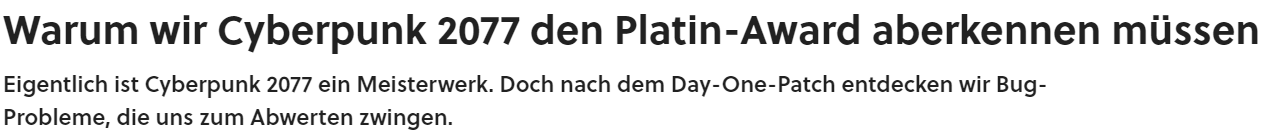 Warum wir Cyberpunk 2077 den Platin-Award aberkennen müssen
Eigentlich ist Cyberpunk 2077 ein Meisterwerk. Doch nach dem Day-One-Patch entdecken wir Bug-
Probleme, die uns zum Abwerten zwingen.